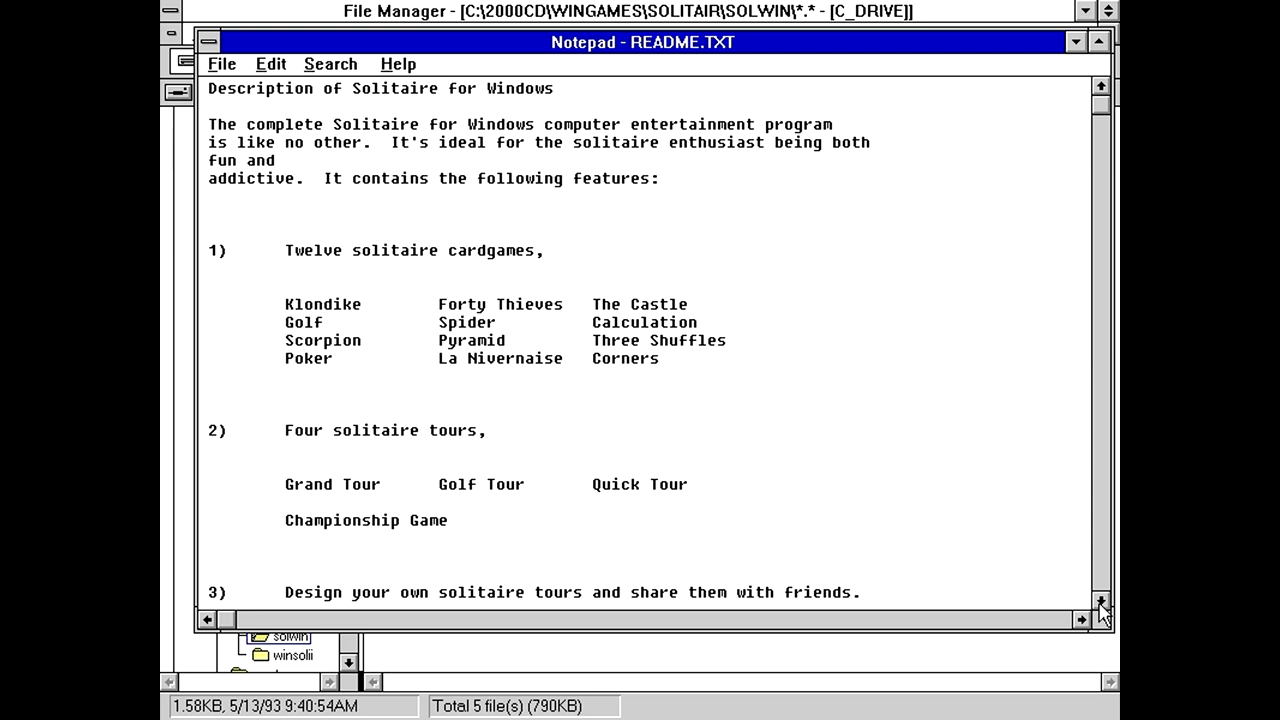 File Manager - [C:\2000CD\WINGAMES\SOLITAIR\SOLWIN\*.* - [C_DRIVE]]
Notepad - README.TXT
File Edit Search Help
Description of Solitaire for Windows
The complete Solitaire for Windows computer entertainment program
is like no other. It's ideal for the solitaire enthusiast being both
fun and
addictive. It contains the following features:
1) Twelve solitaire cardgames,
Klondike Forty Thieves The Castle
Golf Spider Calculation
Scorpion Pyramid Three Shuffles
Poker La Nivernaise Corners
2) Four solitaire tours,
Grand Tour Golf Tour Quick Tour
Championship Game
3) Design your own solitaire tours and share them with friends.
solwin
winsolii
1.58KB, 5/13/93 9:40:54AM Total 5 file(s) (790KB)